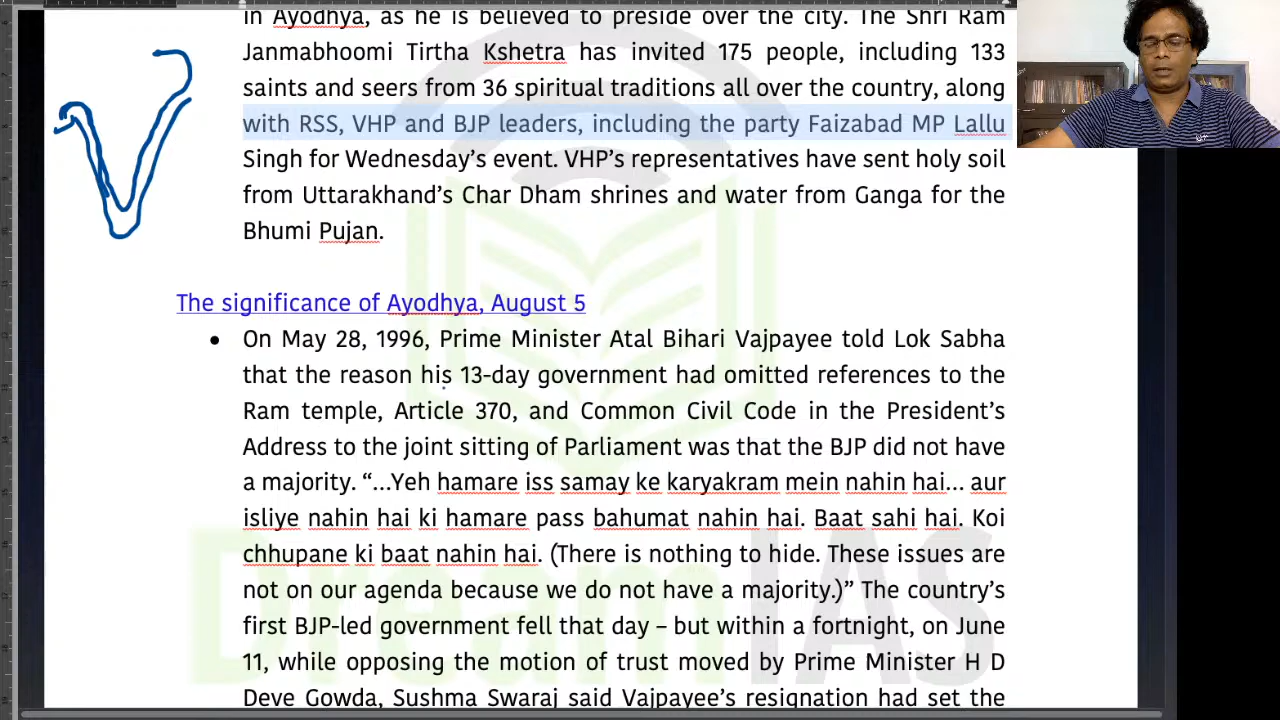 in Ayodhya, as he is believed to preside over the city. The Shri Ram
Janmabhoomi Tirtha Kshetra has invited 175 people, including 133
saints and seers from 36 spiritual traditions all over the country, along
with RSS, VHP and BJP leaders, including the party Faizabad MP Lallu
Singh for Wednesday's event. VHP's representatives have sent holy soil
from Uttarakhand's Char Dham shrines and water from Ganga for the
Bhumi Pujan.
The significance of Ayodhya, August 5
• On May 28, 1996, Prime Minister Atal Bihari Vajpayee told Lok Sabha
that the reason his 13-day government had omitted references to the
Ram temple, Article 370, and Common Civil Code in the President's
Address to the joint sitting of Parliament was that the BJP did not have
a majority. “...Yeh hamare iss samay ke karyakram mein nahin hai... aur
isliye nahin hai ki hamare pass bahumat nahin hai. Baat sahi hai. Koi
chhupane ki baat nahin hai. (There is nothing to hide. These issues are
not on our agenda because we do not have a majority.)” The country's
first BJP-led government fell that day – but within a fortnight, on June
11, while opposing the motion of trust moved by Prime Minister H D
Deve Gowda, Sushma Swaraj said Vajpayee's resignation had set the
DreamIAS